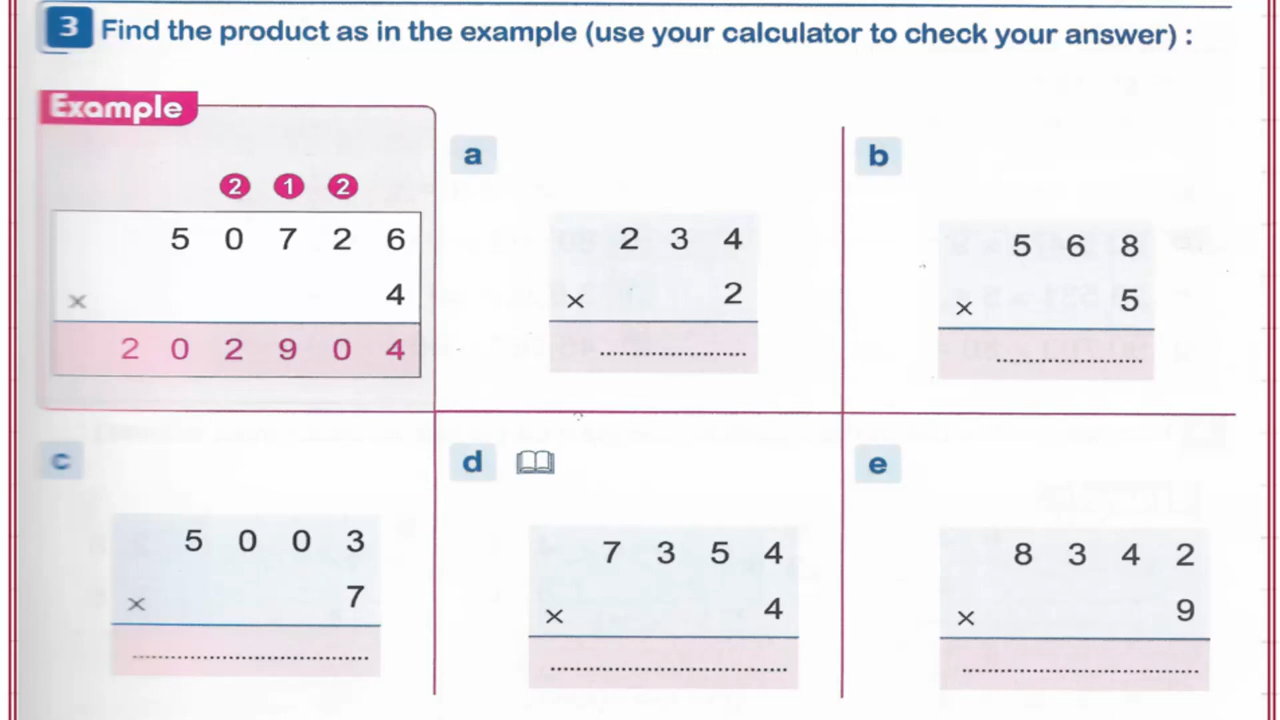 3 Find the product as in the example (use your calculator to check your answer) :
Example
2 1 2
5 0 7 2 6
× 4
2 0 2 9 0 4
a
2 3 4
× 2
....................
b
5 6 8
× 5
....................
c
5 0 0 3
× 7
....................
d
7 3 5 4
× 4
....................
e
8 3 4 2
× 9
....................